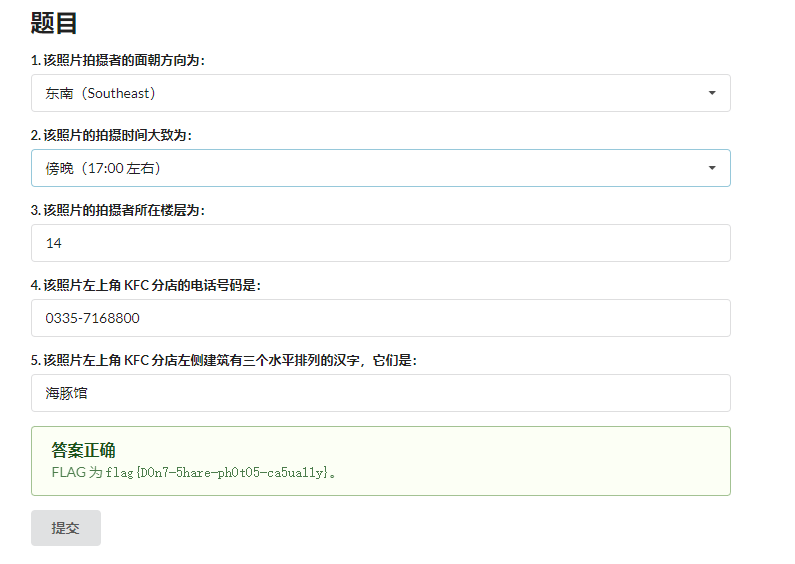 题目
1. 该照片拍摄者的面朝方向为：
东南（Southeast）
2. 该照片的拍摄时间大致为：
傍晚（17:00 左右）
3. 该照片的拍摄者所在楼层为：
14
4. 该照片左上角 KFC 分店的电话号码是：
0335-7168800
5. 该照片左上角 KFC 分店左侧建筑有三个水平排列的汉字，它们是：
海豚馆
答案正确
FLAG 为 flag{D0n7-5hare-ph0t05-ca5ua11y}。
提交